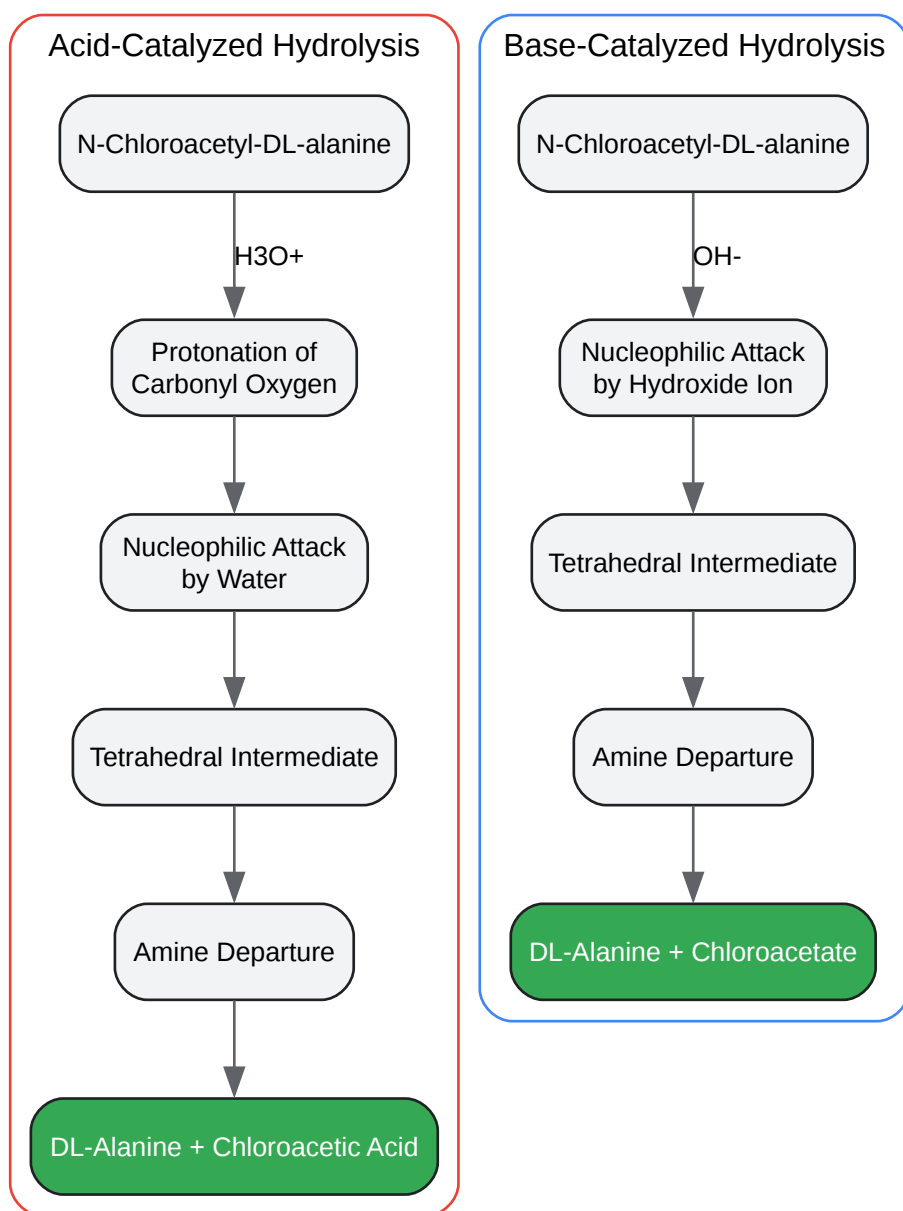 Acid-Catalyzed Hydrolysis
N-Chloroacetyl-DL-alanine
H3O+
Protonation of
Carbonyl Oxygen
Nucleophilic Attack
by Water
Tetrahedral Intermediate
Amine Departure
DL-Alanine + Chloroacetic Acid
Base-Catalyzed Hydrolysis
N-Chloroacetyl-DL-alanine
OH-
Nucleophilic Attack
by Hydroxide Ion
Tetrahedral Intermediate
Amine Departure
DL-Alanine + Chloroacetate